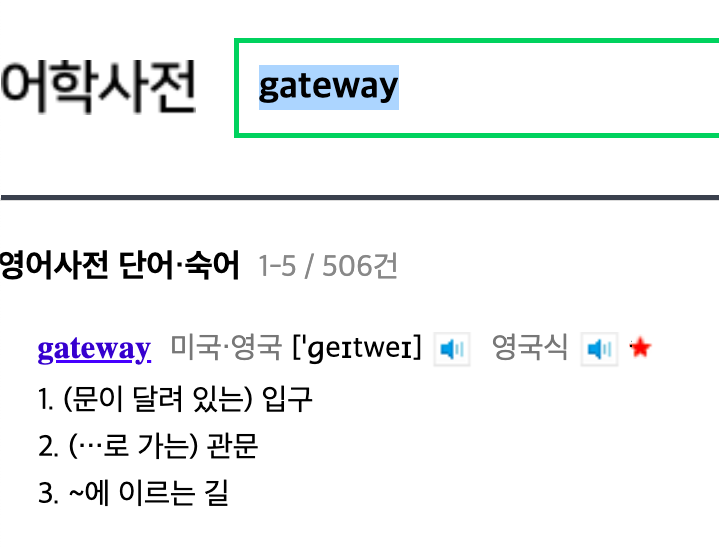 어학사전
gateway
영어사전 단어·숙어 1-5 / 506건
gateway 미국·영국 [ˈɡeɪtweɪ] 영국식
1. (문이 달려 있는) 입구
2. (…로 가는) 관문
3. ~에 이르는 길